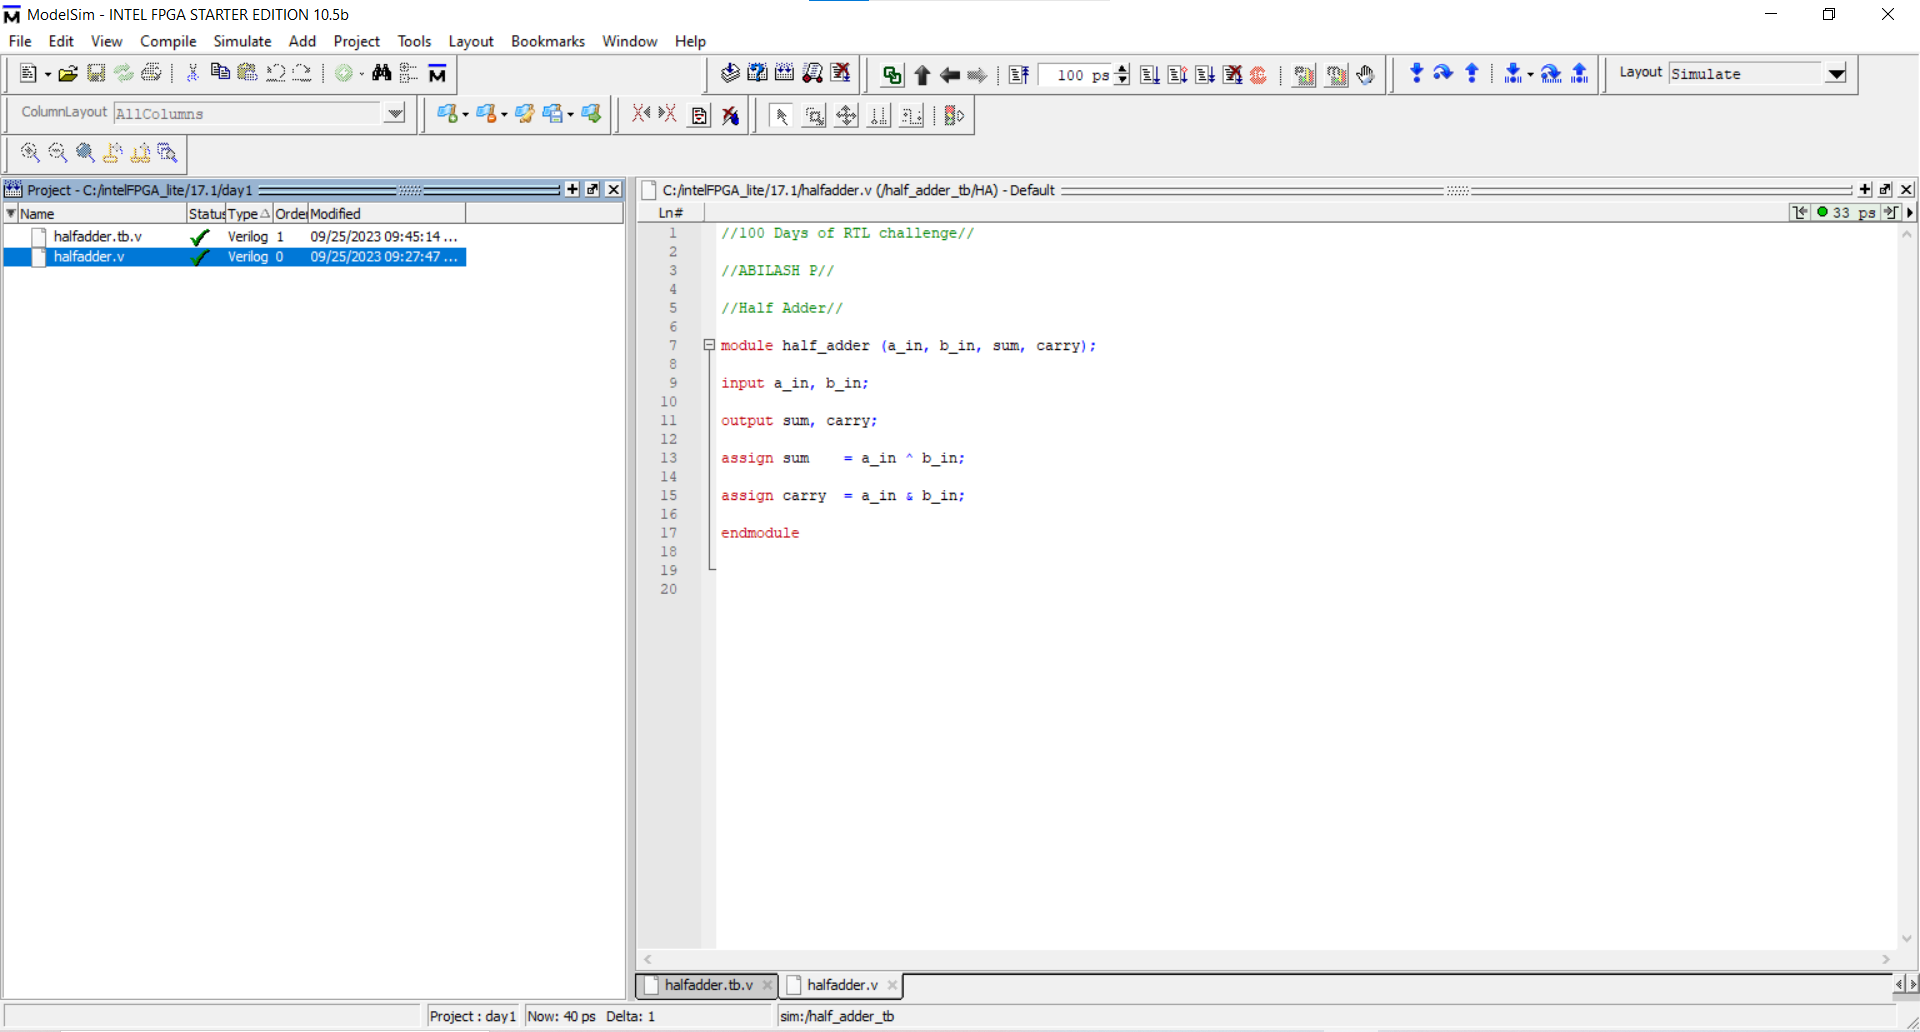 ModelSim - INTEL FPGA STARTER EDITION 10.5b
File Edit View Compile Simulate Add Project Tools Layout Bookmarks Window Help
100 ps
Layout Simulate
ColumnLayout AllColumns
Project - C:/intelFPGA_lite/17.1/day1
Name Status Type Order Modified
halfadder.tb.v Verilog 1 09/25/2023 09:45:14 ...
halfadder.v Verilog 0 09/25/2023 09:27:47 ...
C:/intelFPGA_lite/17.1/halfadder.v (/half_adder_tb/HA) - Default
Ln#
33 ps
1 //100 Days of RTL challenge//
2
3 //ABILASH P//
4
5 //Half Adder//
6
7 module half_adder (a_in, b_in, sum, carry);
8
9 input a_in, b_in;
10
11 output sum, carry;
12
13 assign sum = a_in ^ b_in;
14
15 assign carry = a_in & b_in;
16
17 endmodule
18
19
20
halfadder.tb.v halfadder.v
Project : day1 Now: 40 ps Delta: 1 sim:/half_adder_tb